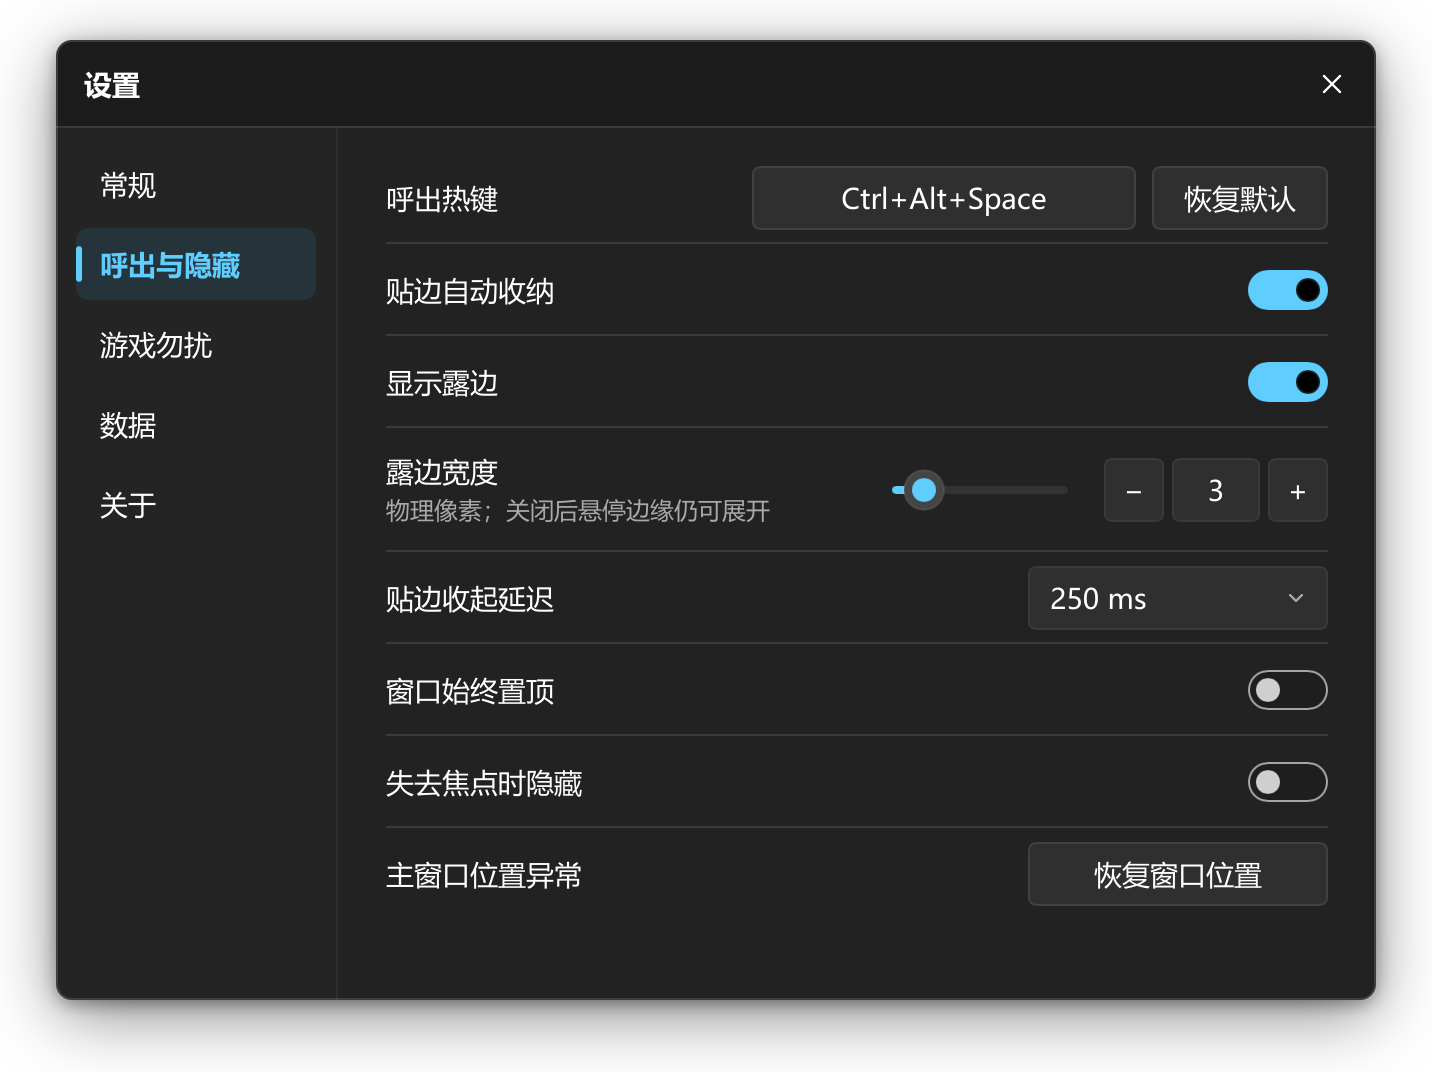 设置
常规
呼出与隐藏
游戏勿扰
数据
关于
呼出热键
Ctrl+Alt+Space
恢复默认
贴边自动收纳
显示露边
露边宽度
物理像素；关闭后悬停边缘仍可展开
− 3 +
贴边收起延迟
250 ms
窗口始终置顶
失去焦点时隐藏
主窗口位置异常
恢复窗口位置